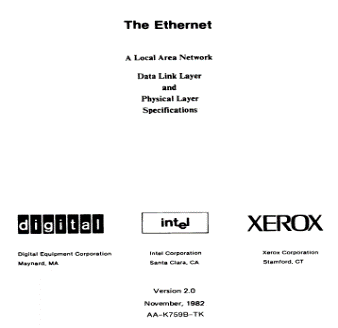 The Ethernet
A Local Area Network
Data Link Layer
and
Physical Layer
Specifications
digital
intel
XEROX
Digital Equipment Corporation
Maynard, MA
Intel Corporation
Santa Clara, CA
Xerox Corporation
Stamford, CT
Version 2.0
November, 1982
AA-K759B-TK